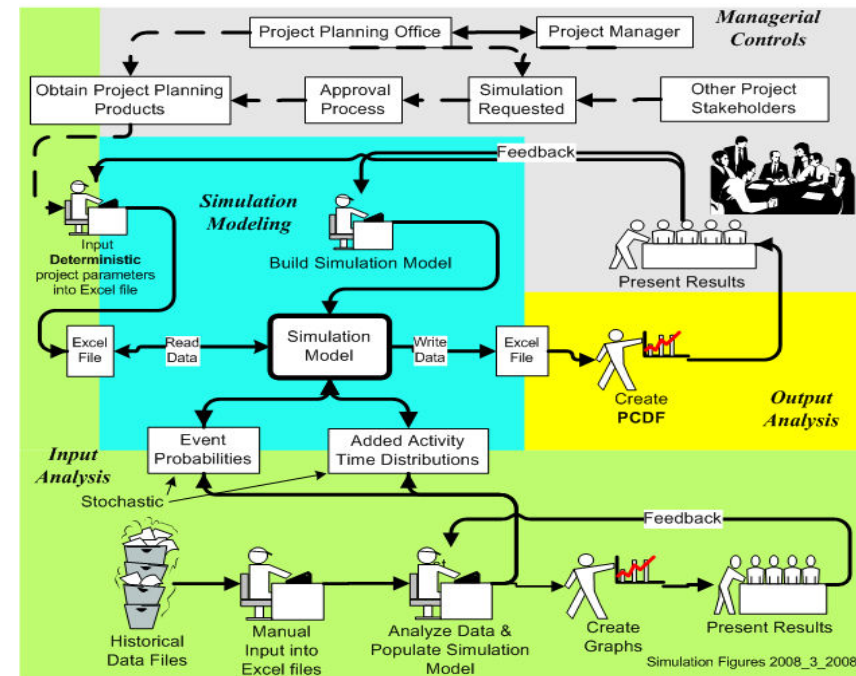 Project Planning Office
Project Manager
Managerial
Controls
Obtain Project Planning
Products
Approval
Process
Simulation
Requested
Other Project
Stakeholders
Feedback
Simulation
Modeling
Input
Deterministic
project parameters
into Excel file
Build Simulation Model
Present Results
Excel
File
Read
Data
Simulation
Model
Write
Data
Excel
File
Create
PCDF
Output
Analysis
Input
Analysis
Event
Probabilities
Added Activity
Time Distributions
Stochastic
Feedback
Historical
Data Files
Manual
Input into
Excel files
Analyze Data &
Populate Simulation
Model
Create
Graphs
Present Results
Simulation Figures 2008_3_2008